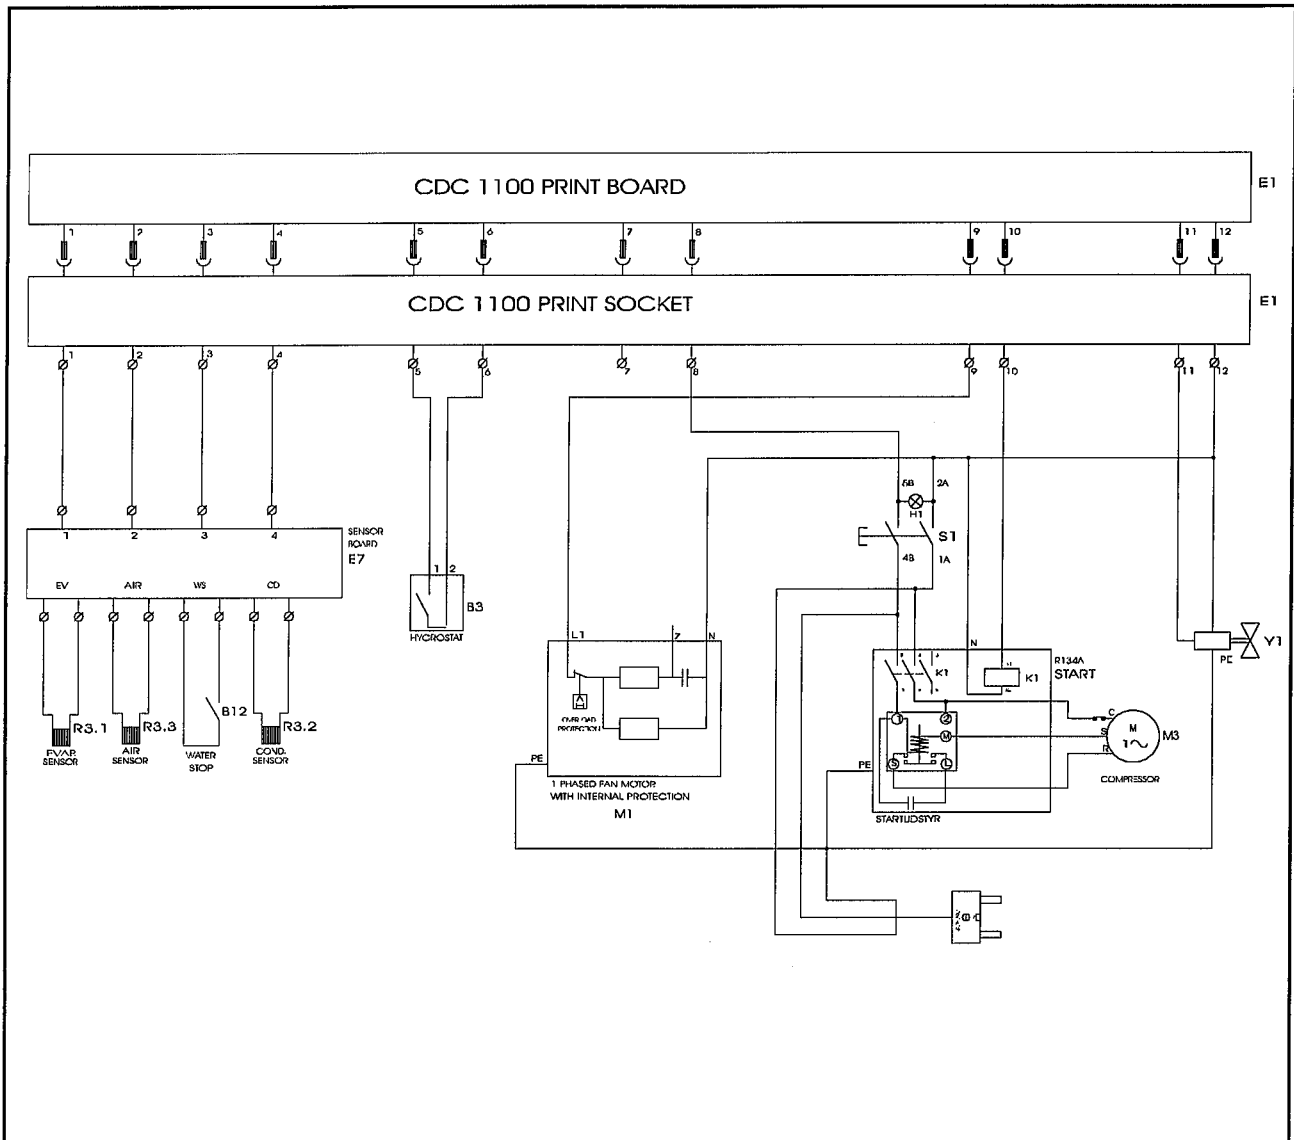 CDC 1100 PRINT BOARD
E1
1 2 3 4 5 6 7 8 9 10 11 12
CDC 1100 PRINT SOCKET
E1
1 2 3 4 5 6 7 8 9 10 11 12
5B 2A
H1
S1
4B 1A
1 2 3 4
SENSOR
BOARD
E7
EV AIR WS CD
1 2
B3
HYGROSTAT
L1 Z N
OVERLOAD
PROTECTION
PE
1 PHASED FAN MOTOR
WITH INTERNAL PROTECTION
M1
N
R134A
START
K1
K1
Y1
PE
1 2
M
S L
PE
STARTUDSTYR
C
S
R
M
1~
M3
COMPRESSOR
R3.1
EVAP.
SENSOR
R3.3
AIR
SENSOR
B12
WATER
STOP
R3.2
COND.
SENSOR